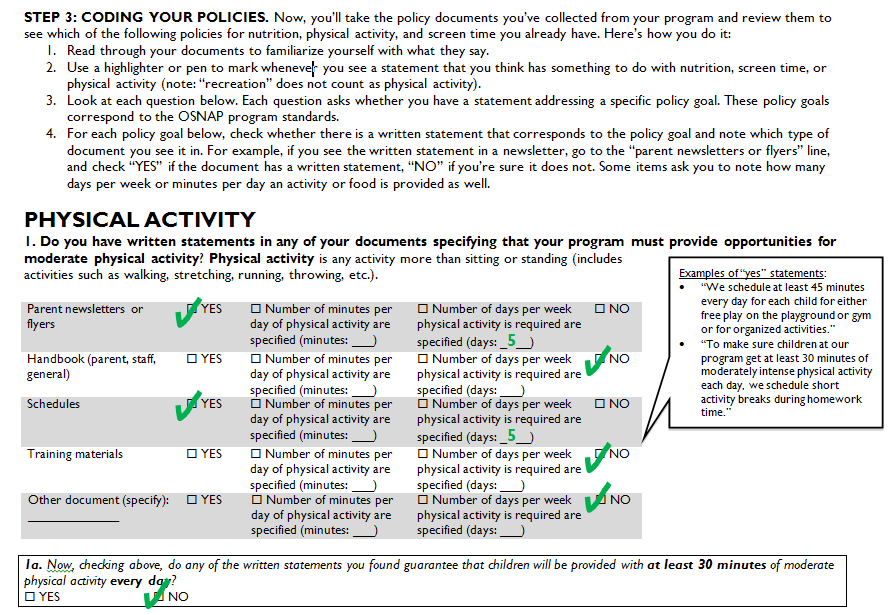 STEP 3: CODING YOUR POLICIES. Now, you'll take the policy documents you've collected from your program and review them to
see which of the following policies for nutrition, physical activity, and screen time you already have. Here's how you do it:
1. Read through your documents to familiarize yourself with what they say.
2. Use a highlighter or pen to mark whenever you see a statement that you think has something to do with nutrition, screen time, or
physical activity (note: "recreation" does not count as physical activity).
3. Look at each question below. Each question asks whether you have a statement addressing a specific policy goal. These policy goals
correspond to the OSNAP program standards.
4. For each policy goal below, check whether there is a written statement that corresponds to the policy goal and note which type of
document you see it in. For example, if you see the written statement in a newsletter, go to the "parent newsletters or flyers" line,
and check "YES" if the document has a written statement, "NO" if you're sure it does not. Some items ask you to note how many
days per week or minutes per day an activity or food is provided as well.
PHYSICAL ACTIVITY
1. Do you have written statements in any of your documents specifying that your program must provide opportunities for
moderate physical activity? Physical activity is any activity more than sitting or standing (includes
activities such as walking, stretching, running, throwing, etc.).
Parent newsletters or ☑ YES ☐ Number of minutes per ☐ Number of days per week ☐ NO
flyers day of physical activity are physical activity is required are
specified (minutes: ___) specified (days: _5__)
Handbook (parent, staff, ☐ YES ☐ Number of minutes per ☐ Number of days per week ☑ NO
general) day of physical activity are physical activity is required are
specified (minutes: ___) specified (days: ___)
Schedules ☑ YES ☐ Number of minutes per ☐ Number of days per week ☐ NO
day of physical activity are physical activity is required are
specified (minutes: ___) specified (days: _5__)
Training materials ☐ YES ☐ Number of minutes per ☐ Number of days per week ☑ NO
day of physical activity are physical activity is required are
specified (minutes: ___) specified (days: ___)
Other document (specify): ☐ YES ☐ Number of minutes per ☐ Number of days per week ☑ NO
______________ day of physical activity are physical activity is required are
specified (minutes: ___) specified (days: ___)
Examples of "yes" statements:
• "We schedule at least 45 minutes
every day for each child for either
free play on the playground or gym
or for organized activities."
• "To make sure children at our
program get at least 30 minutes of
moderately intense physical activity
each day, we schedule short
activity breaks during homework
time."
1a. Now, checking above, do any of the written statements you found guarantee that children will be provided with at least 30 minutes of moderate
physical activity every day?
☐ YES ☑ NO